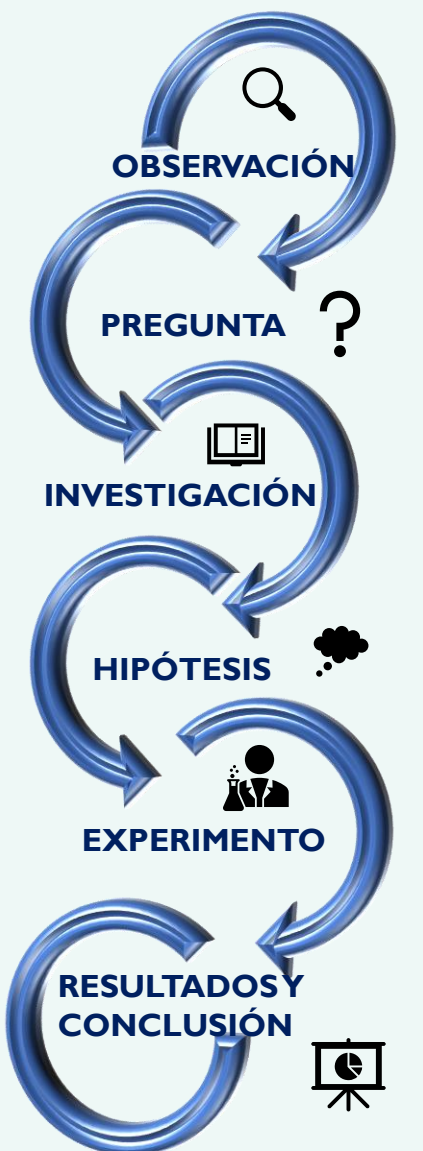 OBSERVACIÓN
PREGUNTA ?
INVESTIGACIÓN
HIPÓTESIS
EXPERIMENTO
RESULTADOS Y
CONCLUSIÓN